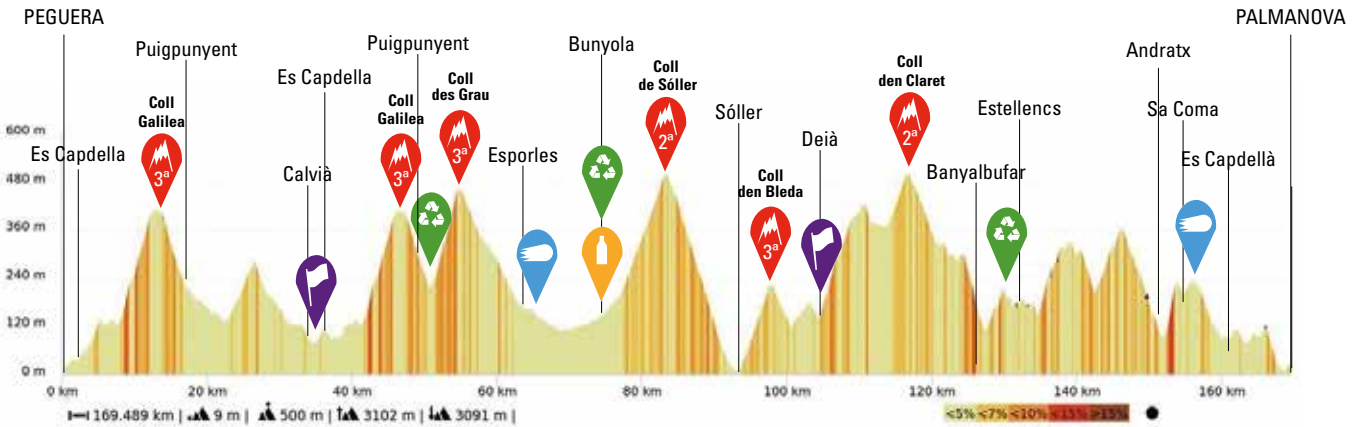 PEGUERA
PALMANOVA
Puigpunyent
Puigpunyent
Bunyola
Andratx
Es Capdella
Coll
Galilea
3ª
Coll
Galilea
3ª
Coll
des Grau
3ª
Coll
de Sóller
2ª
Coll
den Claret
2ª
Sóller
Estellencs
Sa Coma
Es Capdella
Calvià
Esporles
Deià
Coll
den Bleda
3ª
Banyalbufar
Es Capdellà
600 m
480 m
360 m
240 m
120 m
0 m
0 km
20 km
40 km
60 km
80 km
100 km
120 km
140 km
160 km
169.489 km | 9 m | 500 m | 3102 m | 3091 m |
<5% <7% <10% <15% >15%